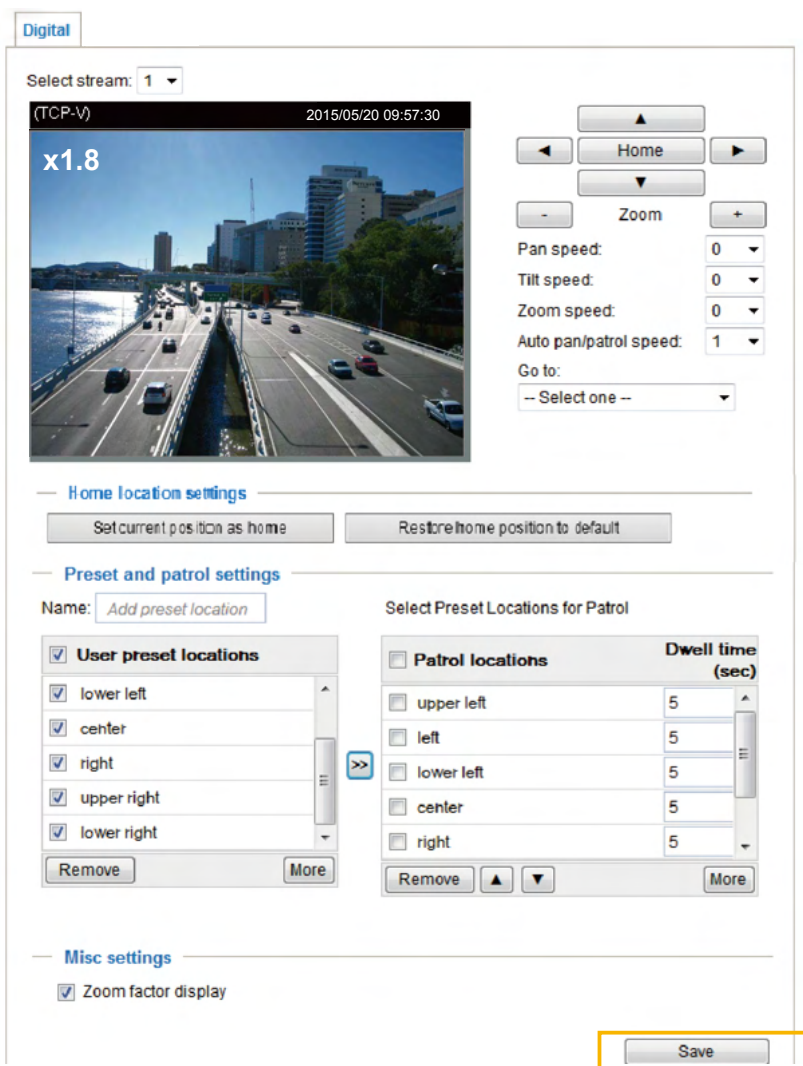 Digital
Select stream: 1
(TCP-V) 2015/05/20 09:57:30
x1.8
Home
- Zoom +
Pan speed: 0
Tilt speed: 0
Zoom speed: 0
Auto pan/patrol speed: 1
Go to:
-- Select one --
Home location settings
Set current position as home Restore home position to default
Preset and patrol settings
Name: Add preset location
User preset locations
lower left
center
right
upper right
lower right
Remove More
>>
Select Preset Locations for Patrol
Patrol locations Dwell time (sec)
upper left 5
left 5
lower left 5
center 5
right 5
Remove More
Misc settings
Zoom factor display
Save